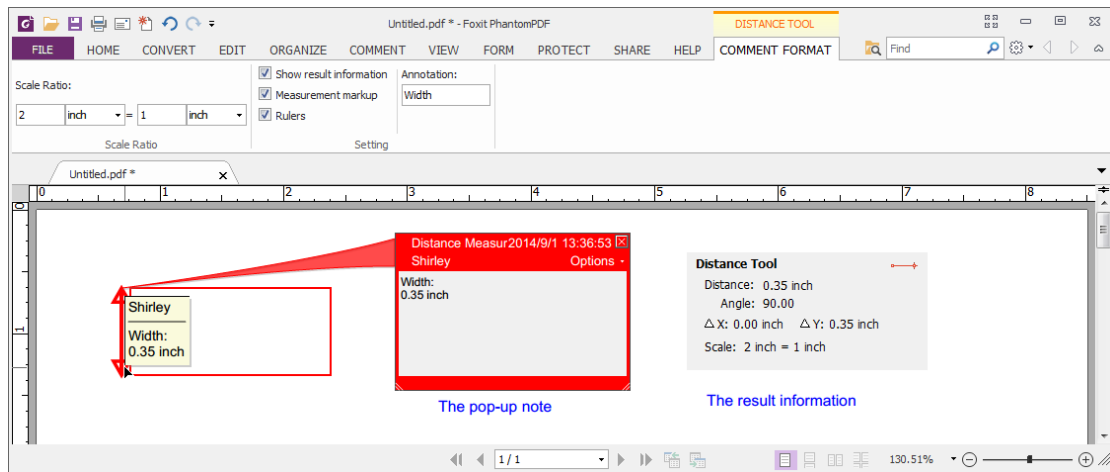 Untitled.pdf * - Foxit PhantomPDF
DISTANCE TOOL
FILE HOME CONVERT EDIT ORGANIZE COMMENT VIEW FORM PROTECT SHARE HELP COMMENT FORMAT Find
Scale Ratio:
2 inch = 1 inch
Scale Ratio
Show result information
Measurement markup
Rulers
Annotation:
Width
Setting
Untitled.pdf * x
0 1 2 3 4 5 6 7 8
0
1
Shirley
Width:
0.35 inch
Distance Measur2014/9/1 13:36:53
Shirley Options
Width:
0.35 inch
The pop-up note
Distance Tool
Distance: 0.35 inch
Angle: 90.00
△ X: 0.00 inch △ Y: 0.35 inch
Scale: 2 inch = 1 inch
The result information
1 / 1
130.51%